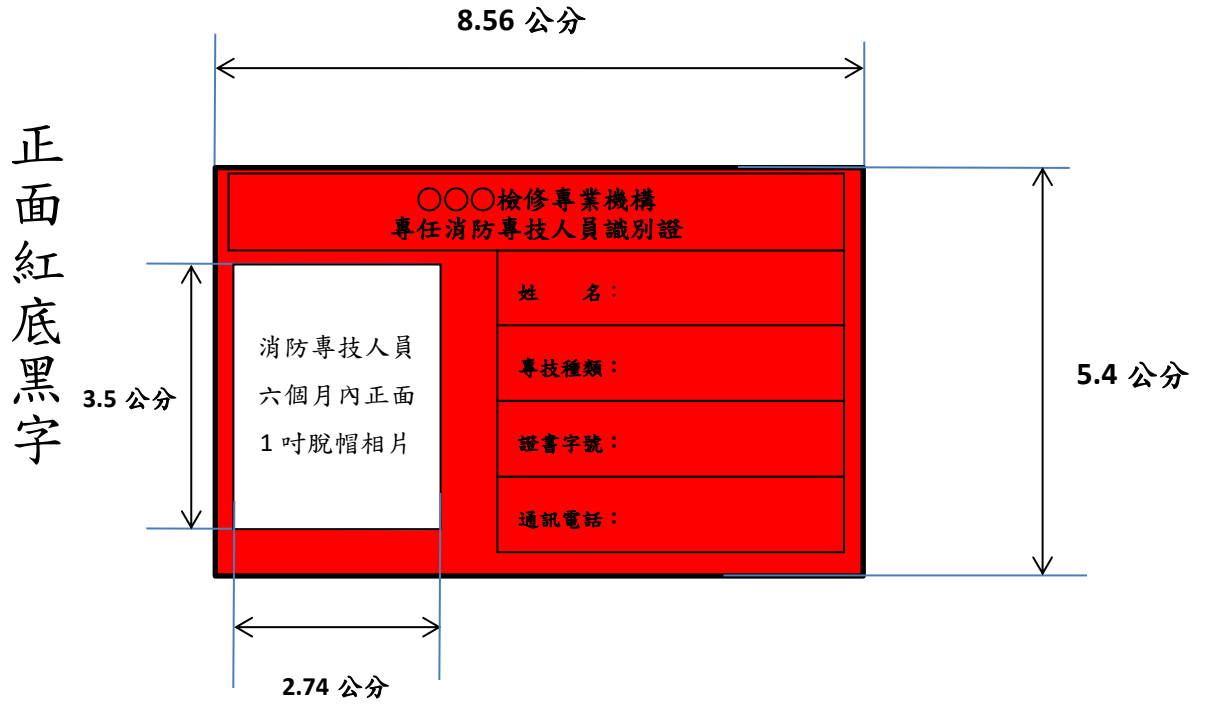 8.56 公分
正面紅底黑字
○○○檢修專業機構
專任消防專技人員識別證
姓　　名：
專技種類：
證書字號：
通訊電話：
消防專技人員
六個月內正面
1 吋脫帽相片
3.5 公分
5.4 公分
2.74 公分